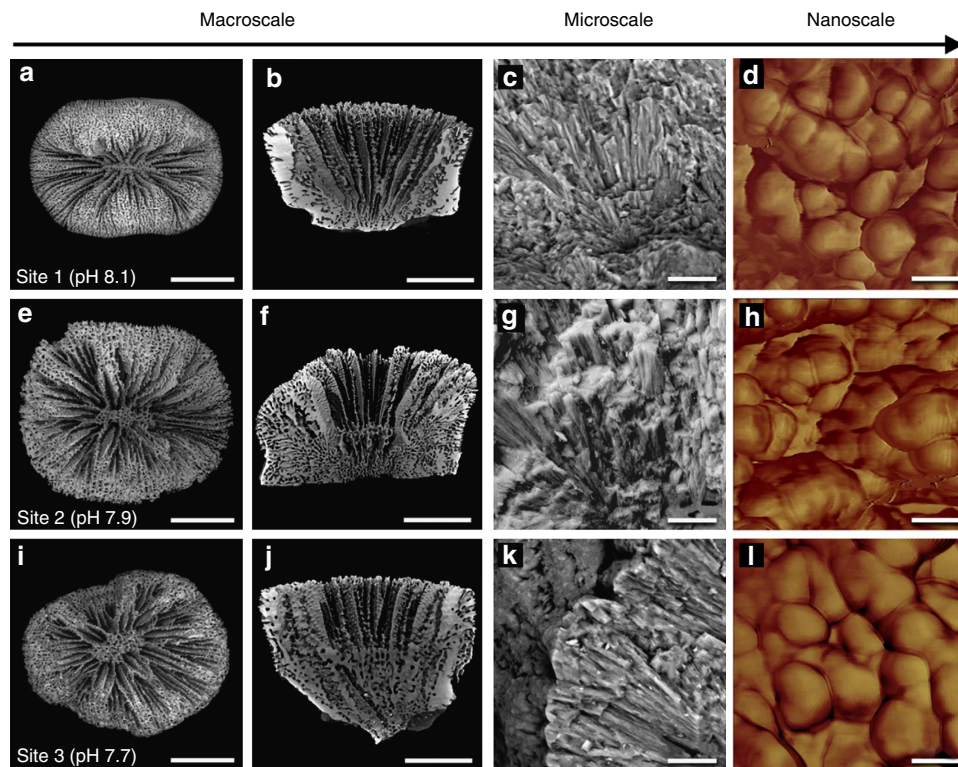 Macroscale Microscale Nanoscale
a b c d
Site 1 (pH 8.1)
e f g h
Site 2 (pH 7.9)
i j k l
Site 3 (pH 7.7)